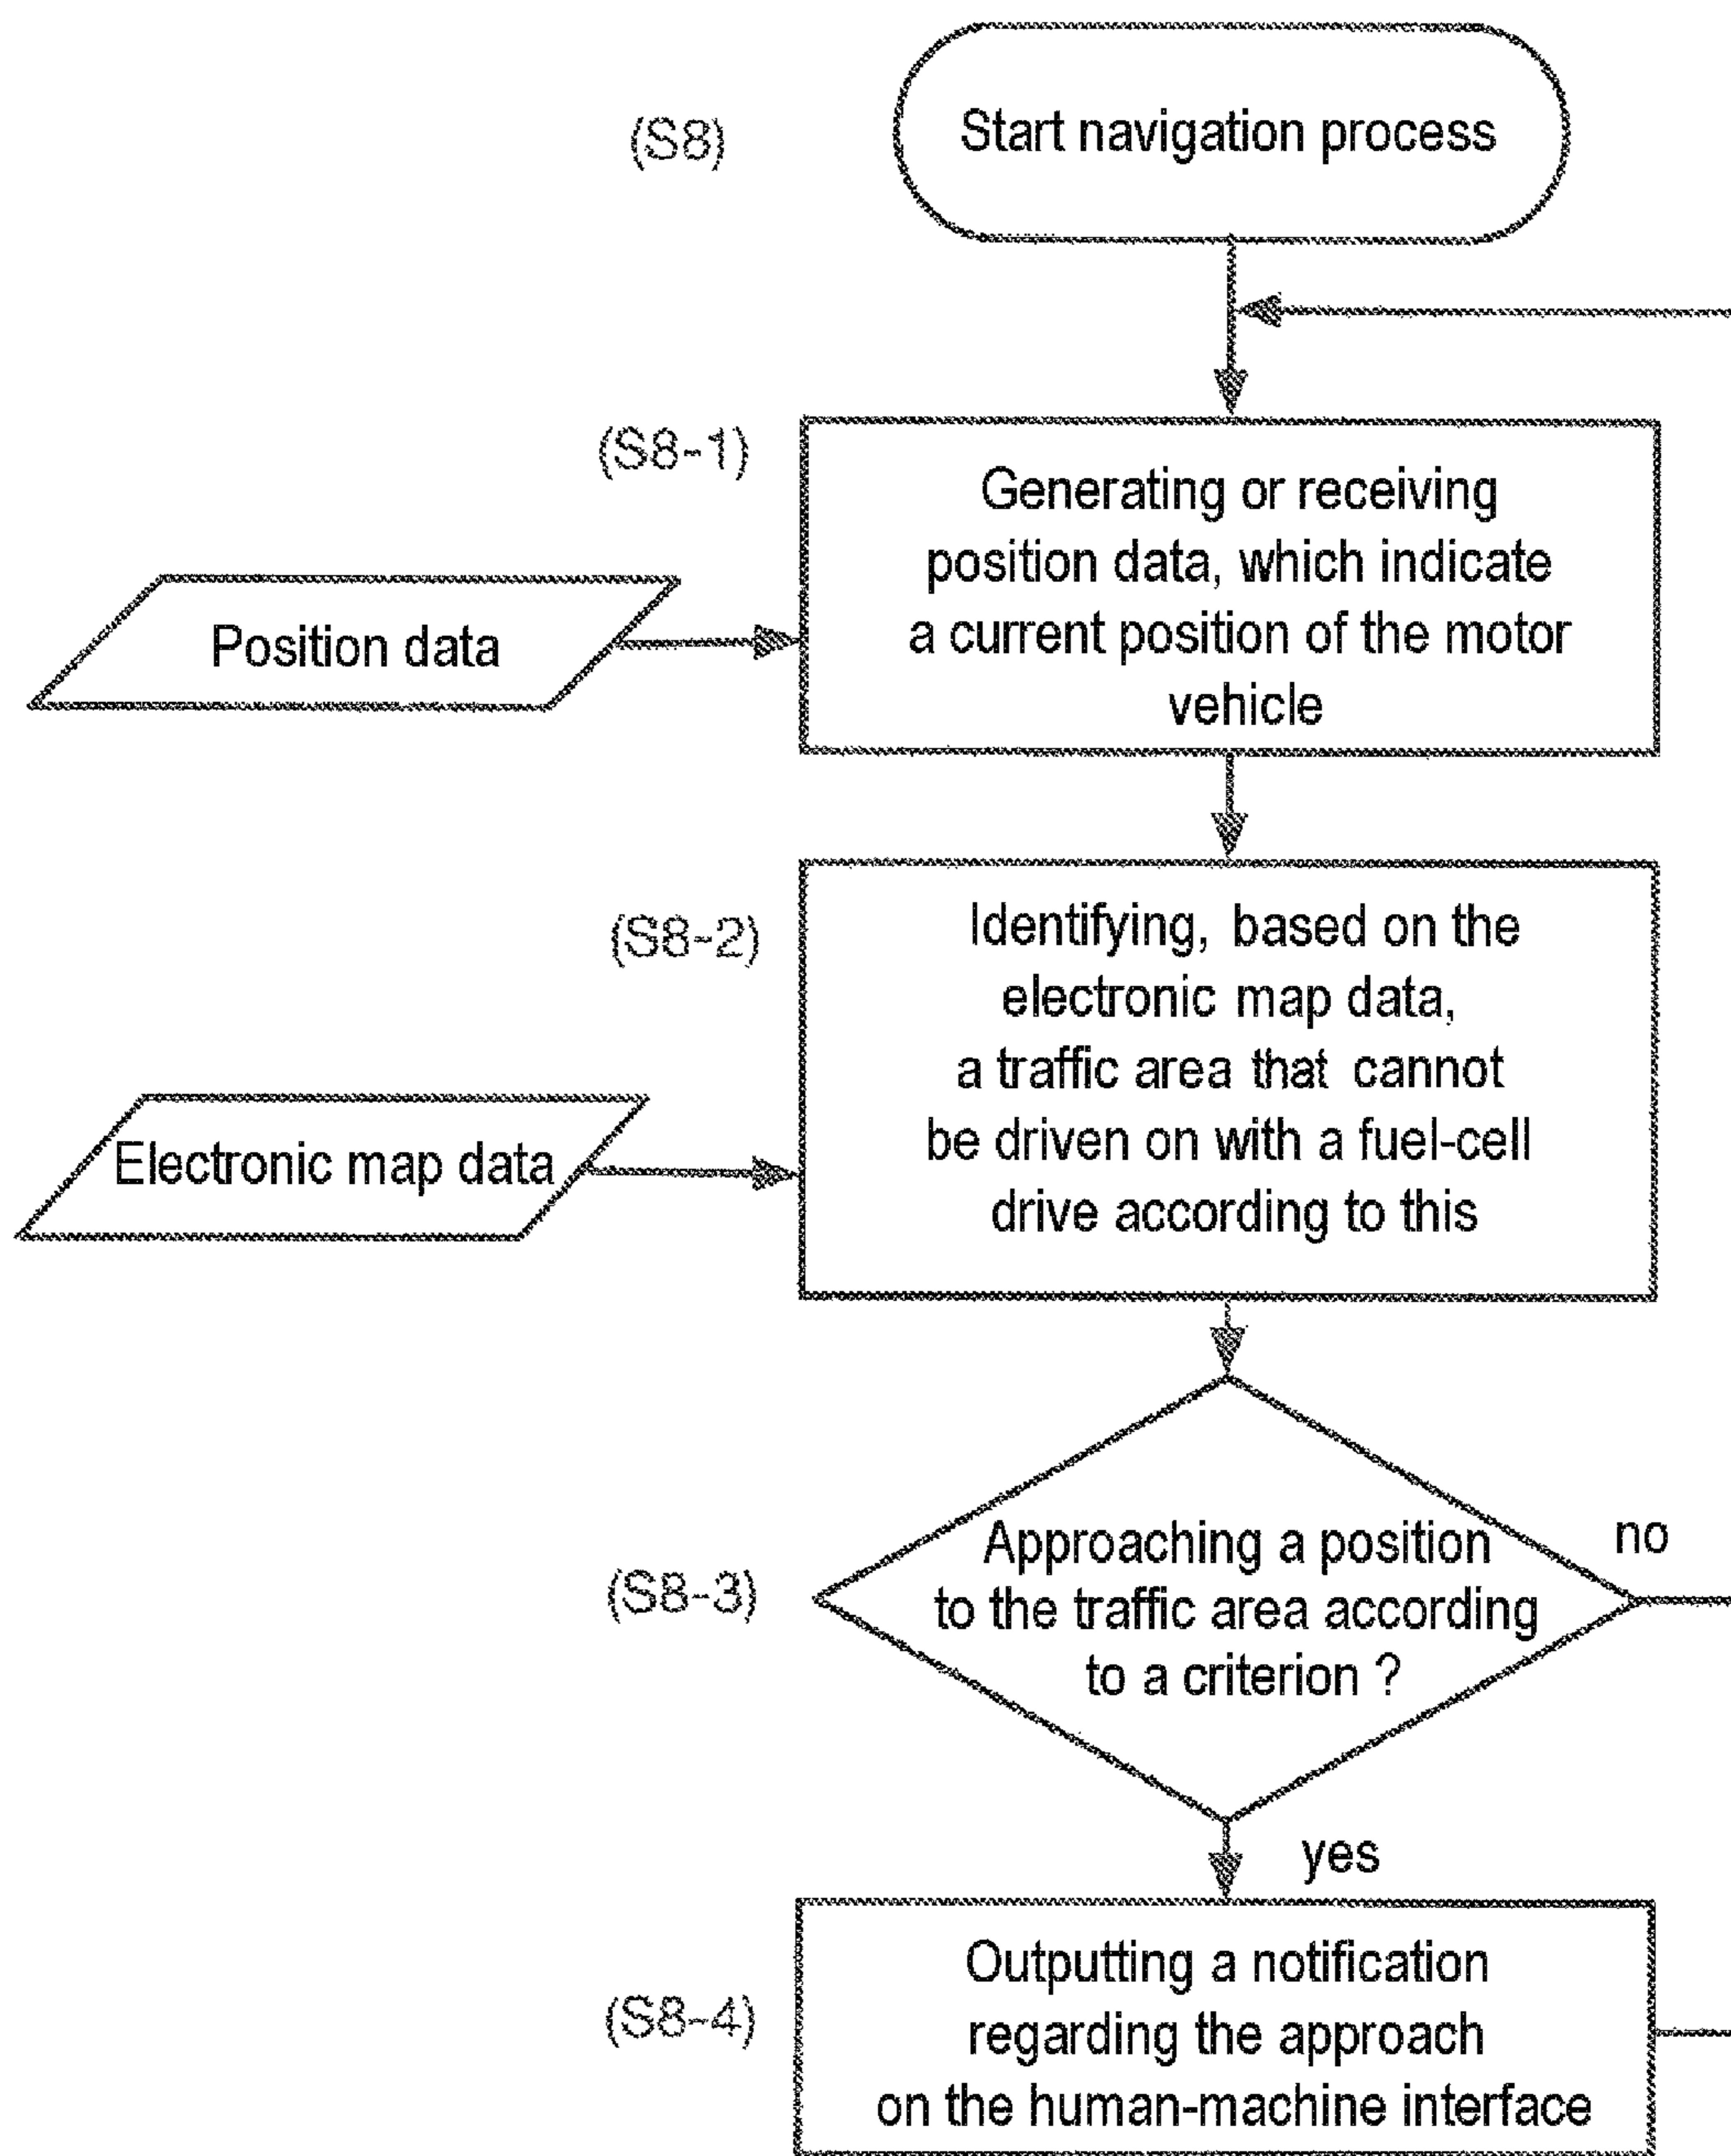 (S8)
Start navigation process
(S8-1)
Generating or receiving
position data, which indicate
a current position of the motor
vehicle
Position data
(S8-2)
Identifying, based on the
electronic map data,
a traffic area that cannot
be driven on with a fuel-cell
drive according to this
Electronic map data
(S8-3)
Approaching a position
to the traffic area according
to a criterion ?
no
yes
(S8-4)
Outputting a notification
regarding the approach
on the human-machine interface